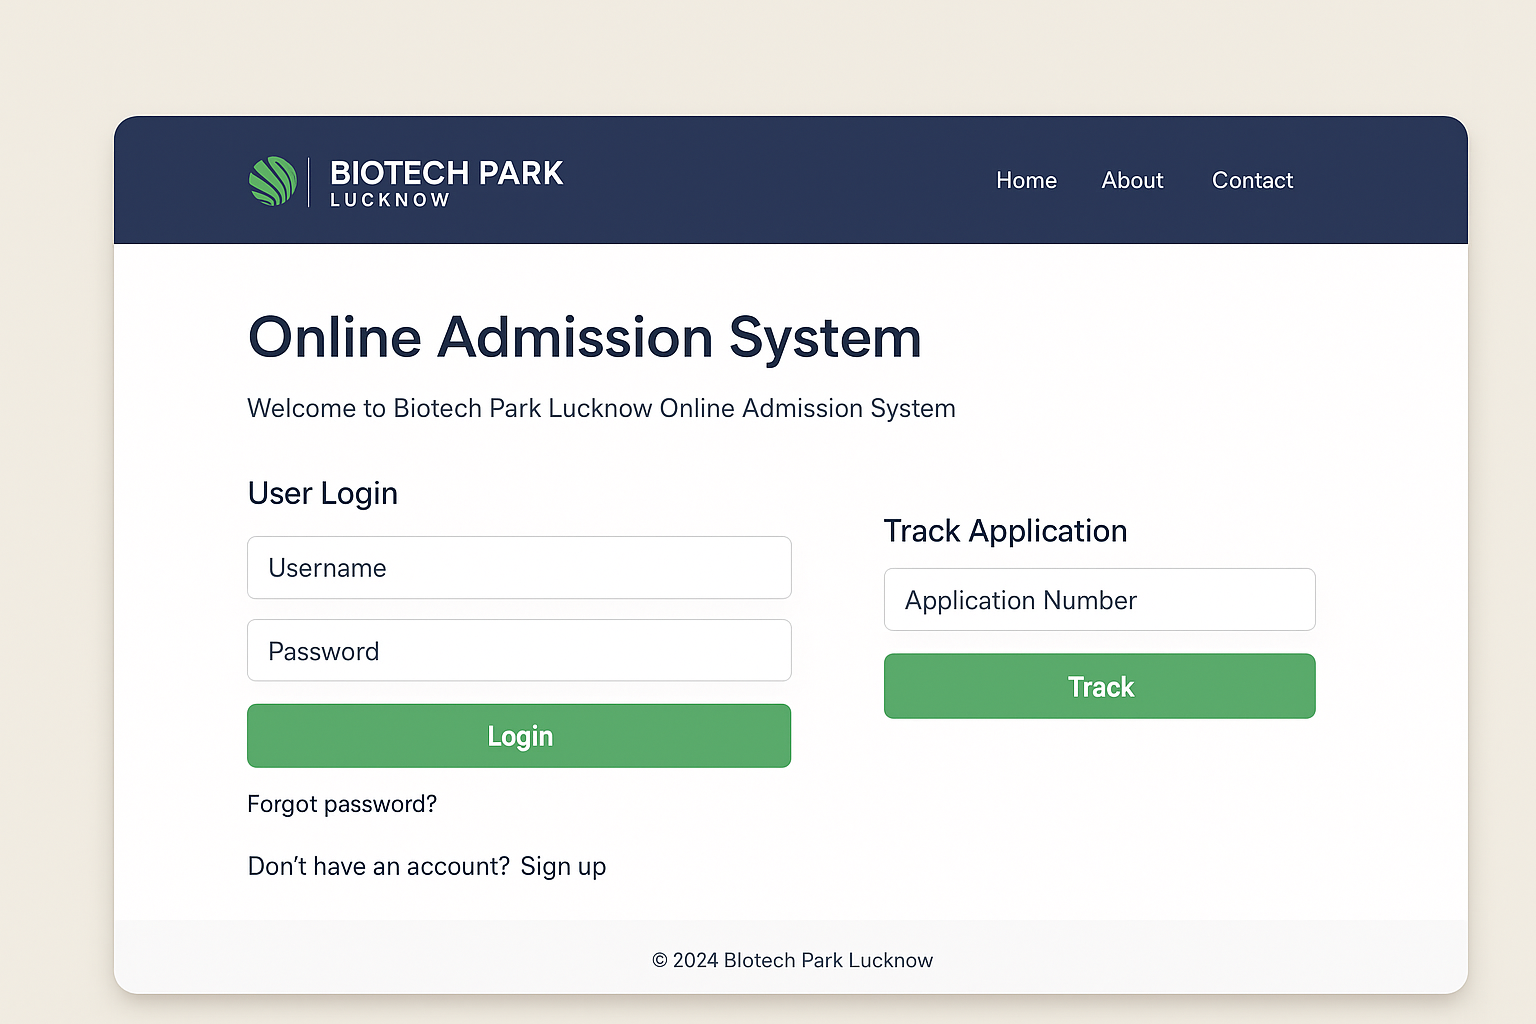 BIOTECH PARK
LUCKNOW
Home About Contact
Online Admission System
Welcome to Biotech Park Lucknow Online Admission System
User Login
Username
Password
Login
Forgot password?
Don’t have an account? Sign up
Track Application
Application Number
Track
© 2024 Blotech Park Lucknow